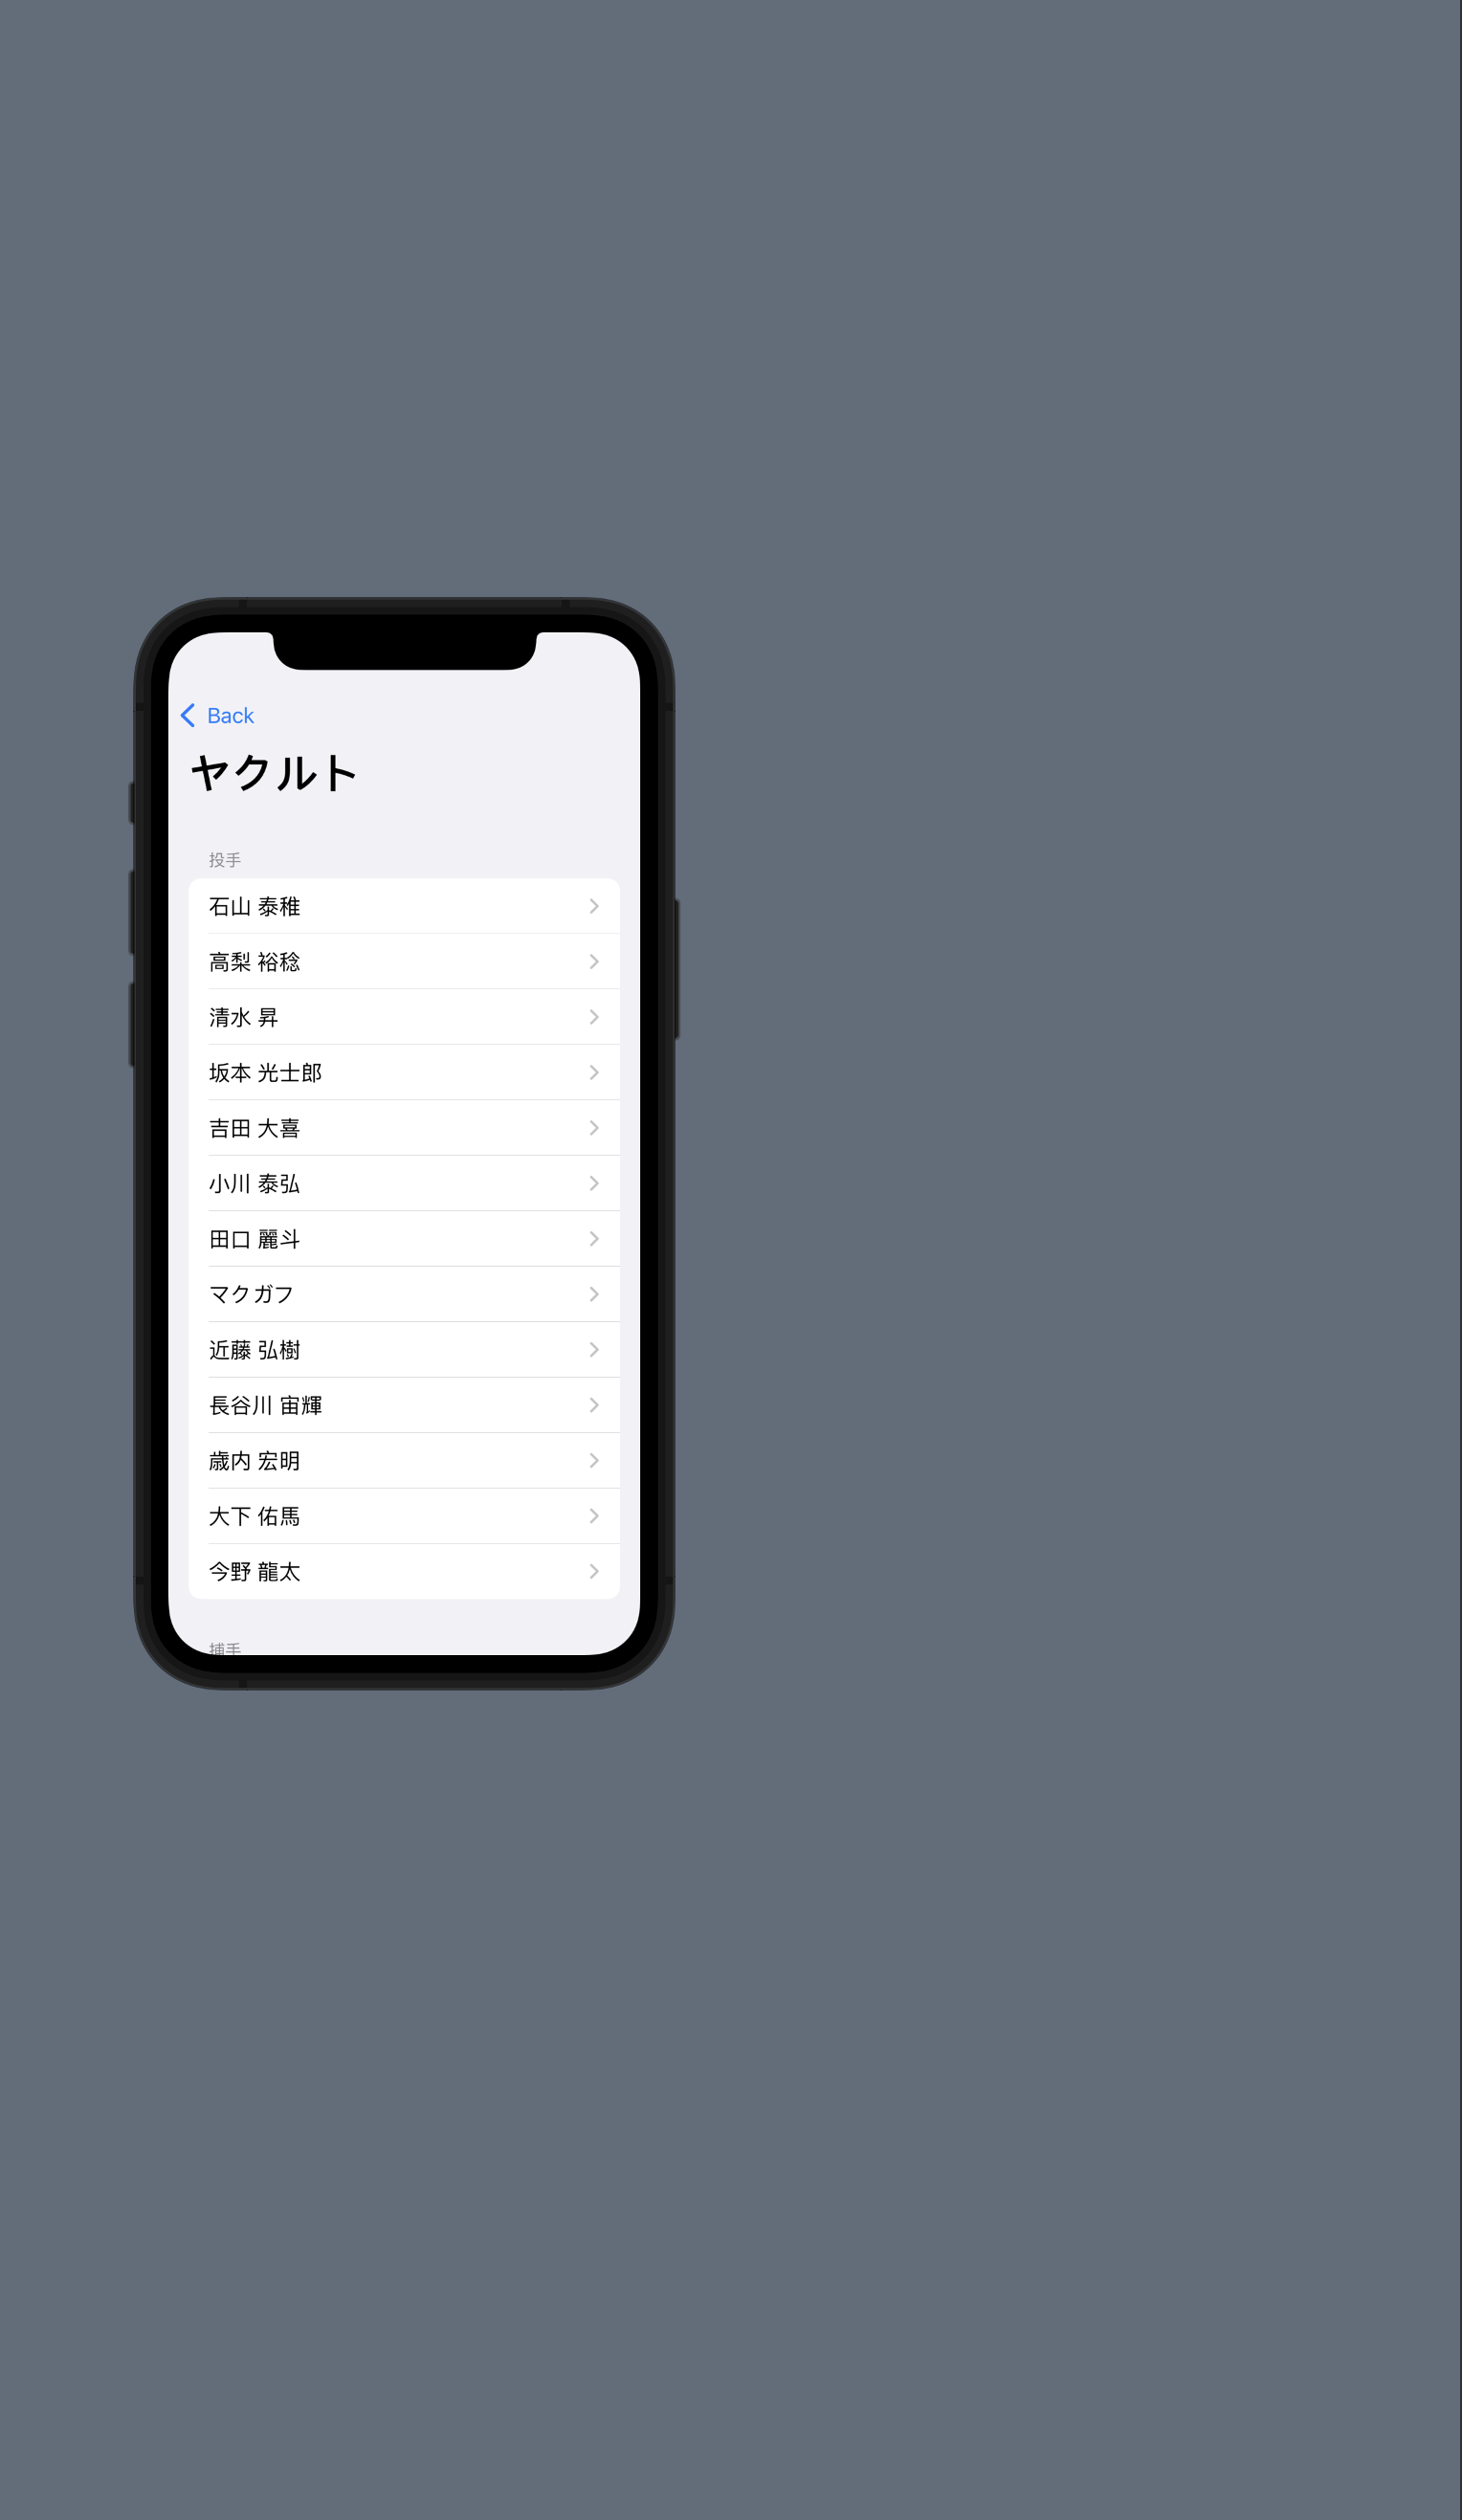 Back
ヤクルト
投手
石山 泰稚
高梨 裕稔
清水 昇
坂本 光士郎
吉田 大喜
小川 泰弘
田口 麗斗
マクガフ
近藤 弘樹
長谷川 宙輝
歳内 宏明
大下 佑馬
今野 龍太
捕手